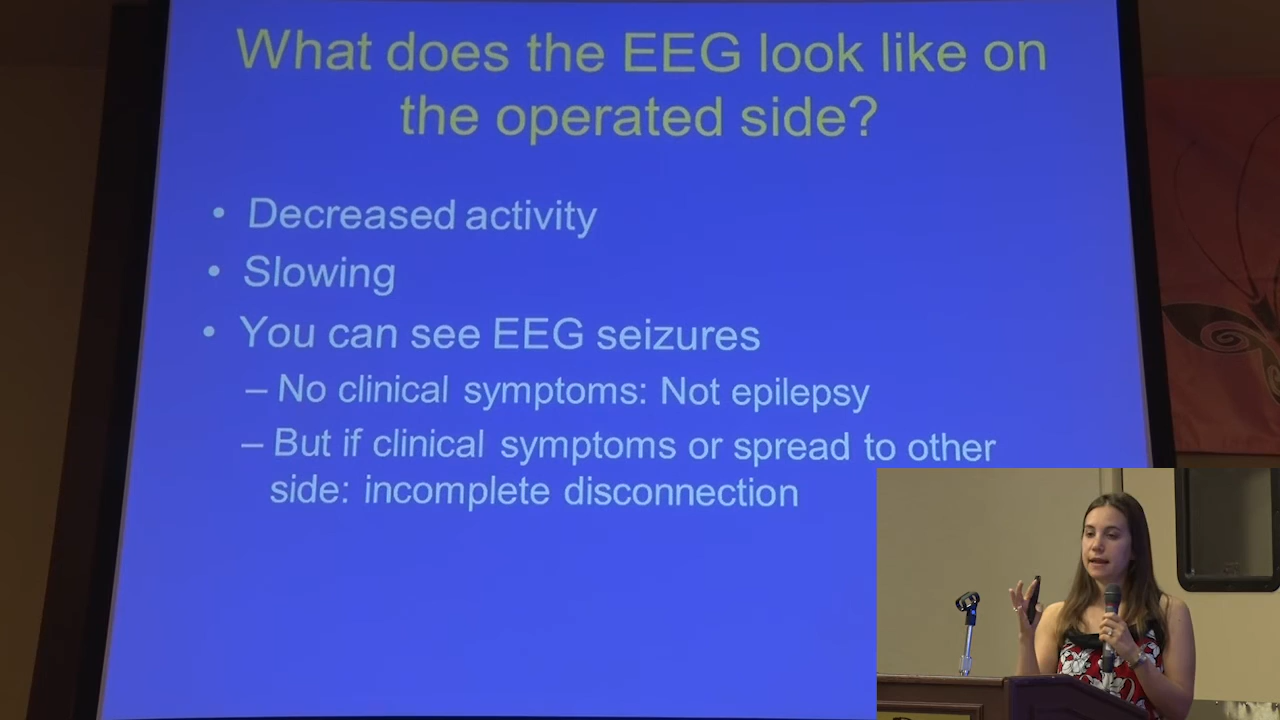 What does the EEG look like on
the operated side?
• Decreased activity
• Slowing
• You can see EEG seizures
– No clinical symptoms: Not epilepsy
– But if clinical symptoms or spread to other
side: incomplete disconnection